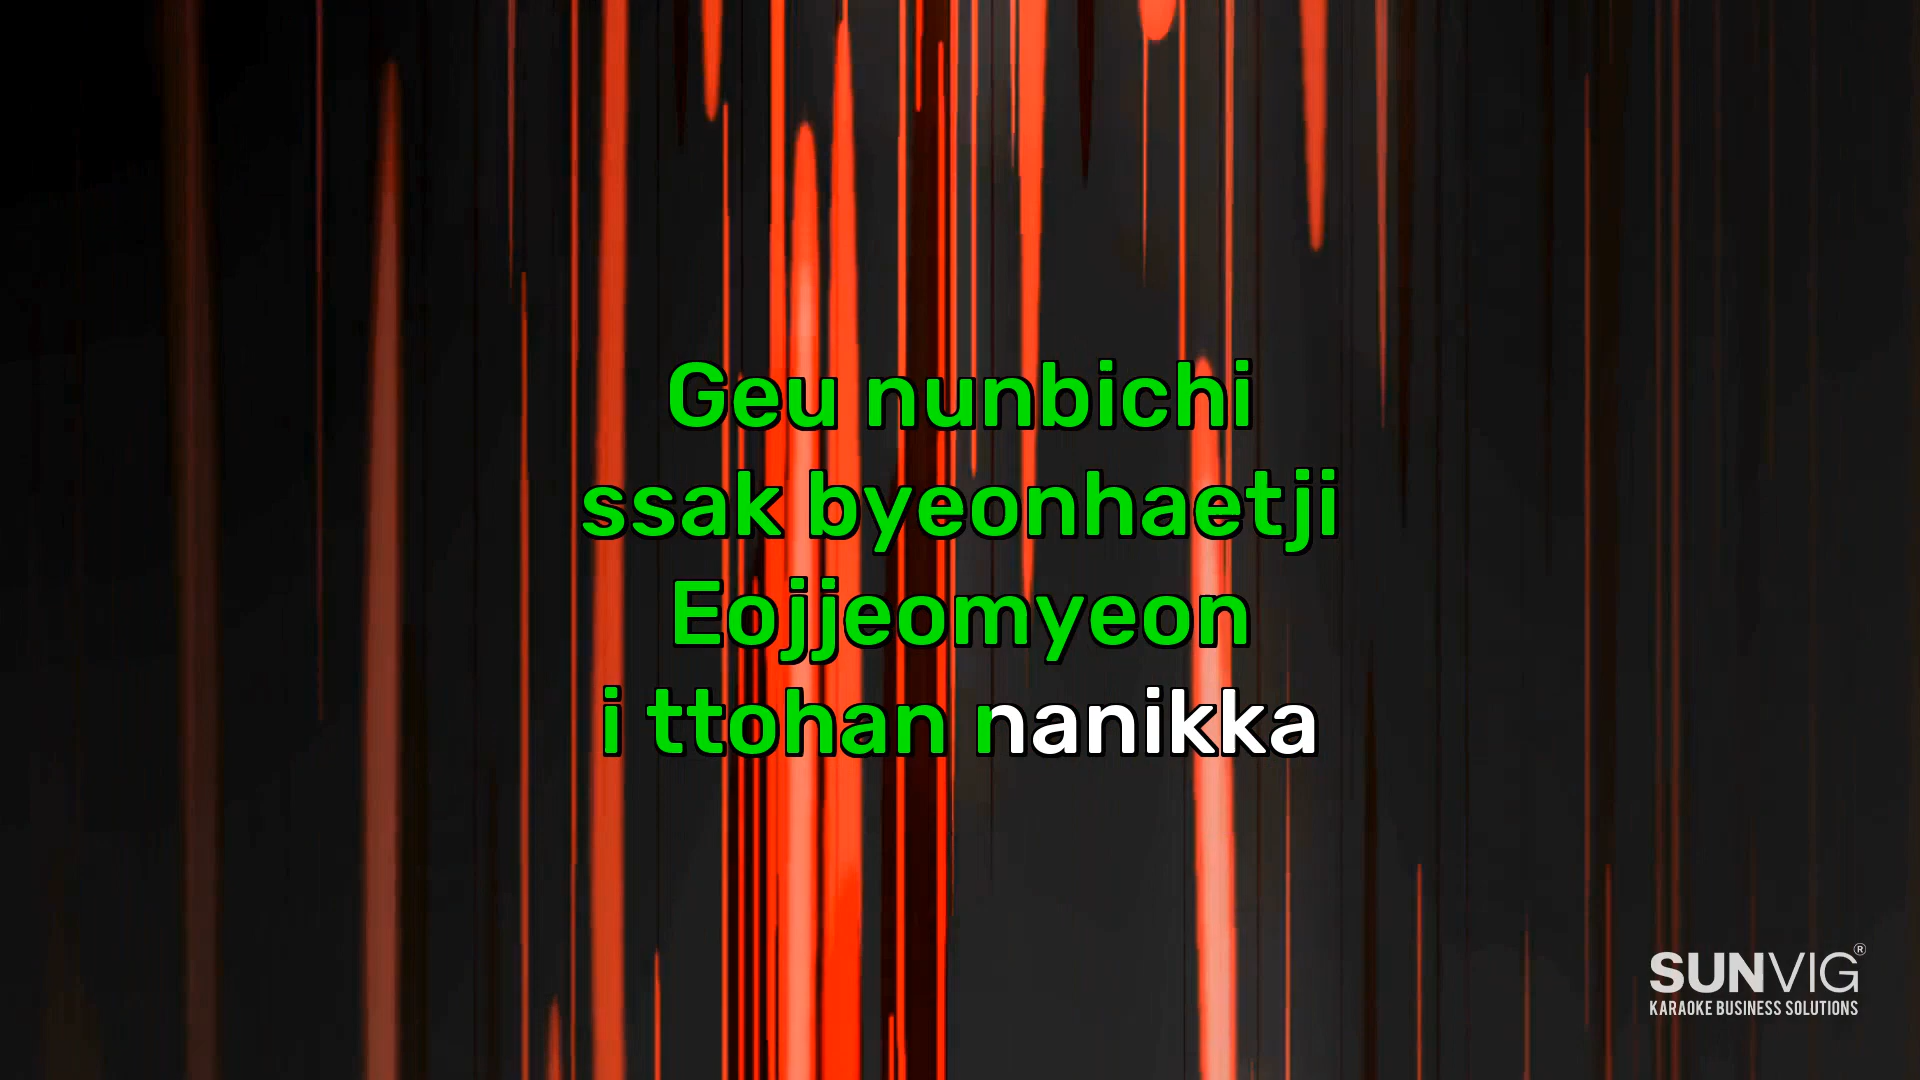 Geu nunbichi
ssak byeonhaetji
Eojjeomyeon
i ttohan nanikka
SUNVIG®
KARAOKE BUSINESS SOLUTIONS